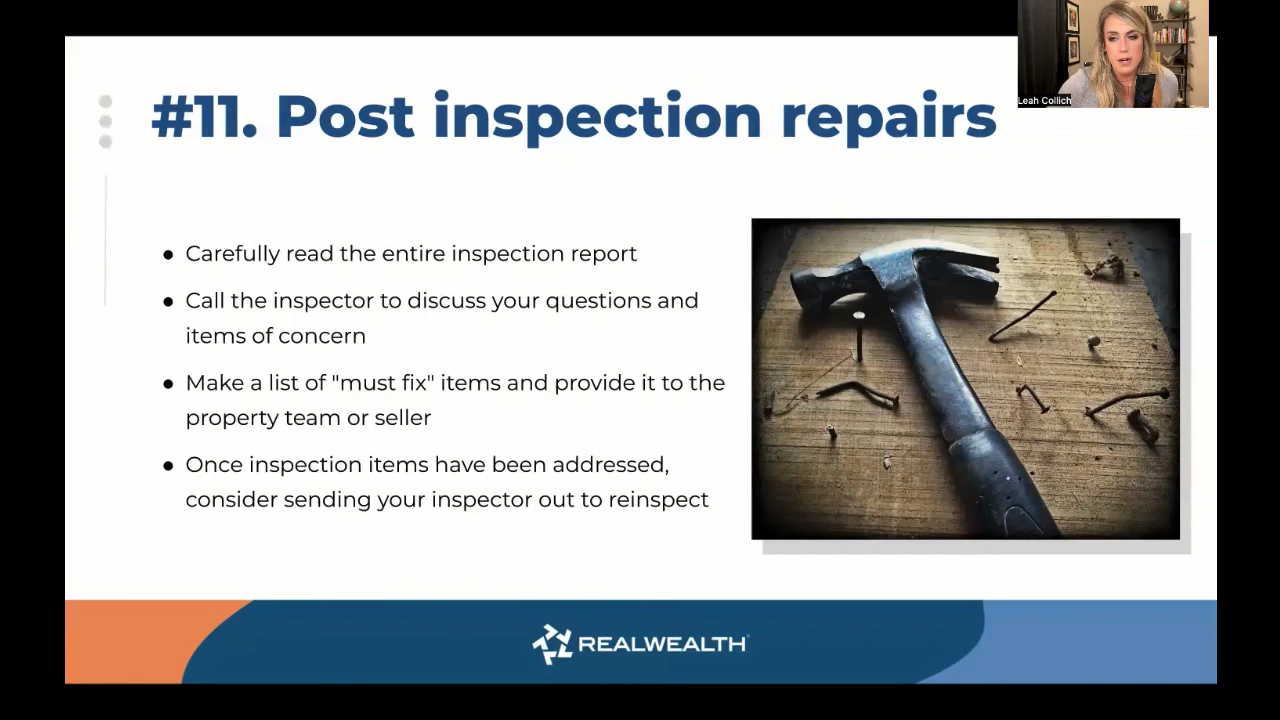 Leah Collich
#11. Post inspection repairs
● Carefully read the entire inspection report
● Call the inspector to discuss your questions and
items of concern
● Make a list of "must fix" items and provide it to the
property team or seller
● Once inspection items have been addressed,
consider sending your inspector out to reinspect
REALWEALTH